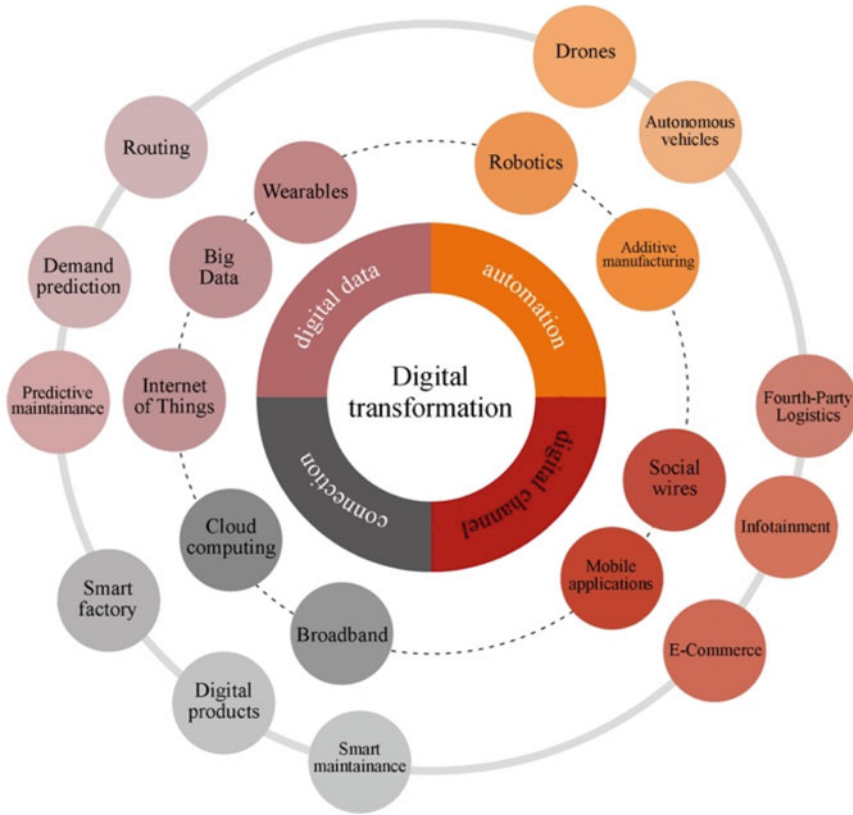 Drones
Autonomous
vehicles
Routing
Robotics
Wearables
Additive
manufacturing
Big
Data
Demand
prediction
digital data
automation
Internet
of Things
Predictive
maintainance
Digital
transformation
Fourth-Party
Logistics
connection
digital channel
Social
wires
Infotainment
Cloud
computing
Mobile
applications
Smart
factory
Broadband
E-Commerce
Digital
products
Smart
maintainance